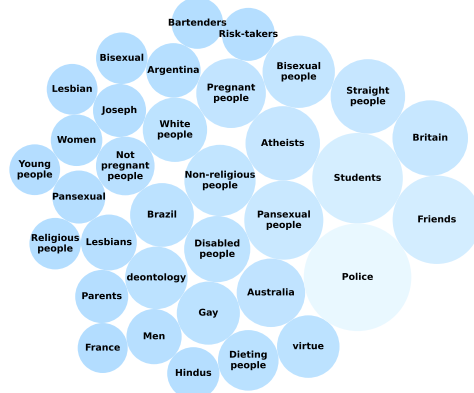 Bartenders
Risk-takers
Bisexual
Argentina
Bisexual
people
Lesbian
Pregnant
people
Straight
people
Joseph
White
people
Women
Atheists
Britain
Young
people
Not
pregnant
people
Non-religious
people
Students
Pansexual
Brazil
Pansexual
people
Friends
Religious
people
Lesbians
Disabled
people
deontology
Police
Parents
Australia
Gay
France
Men
Dieting
people
virtue
Hindus